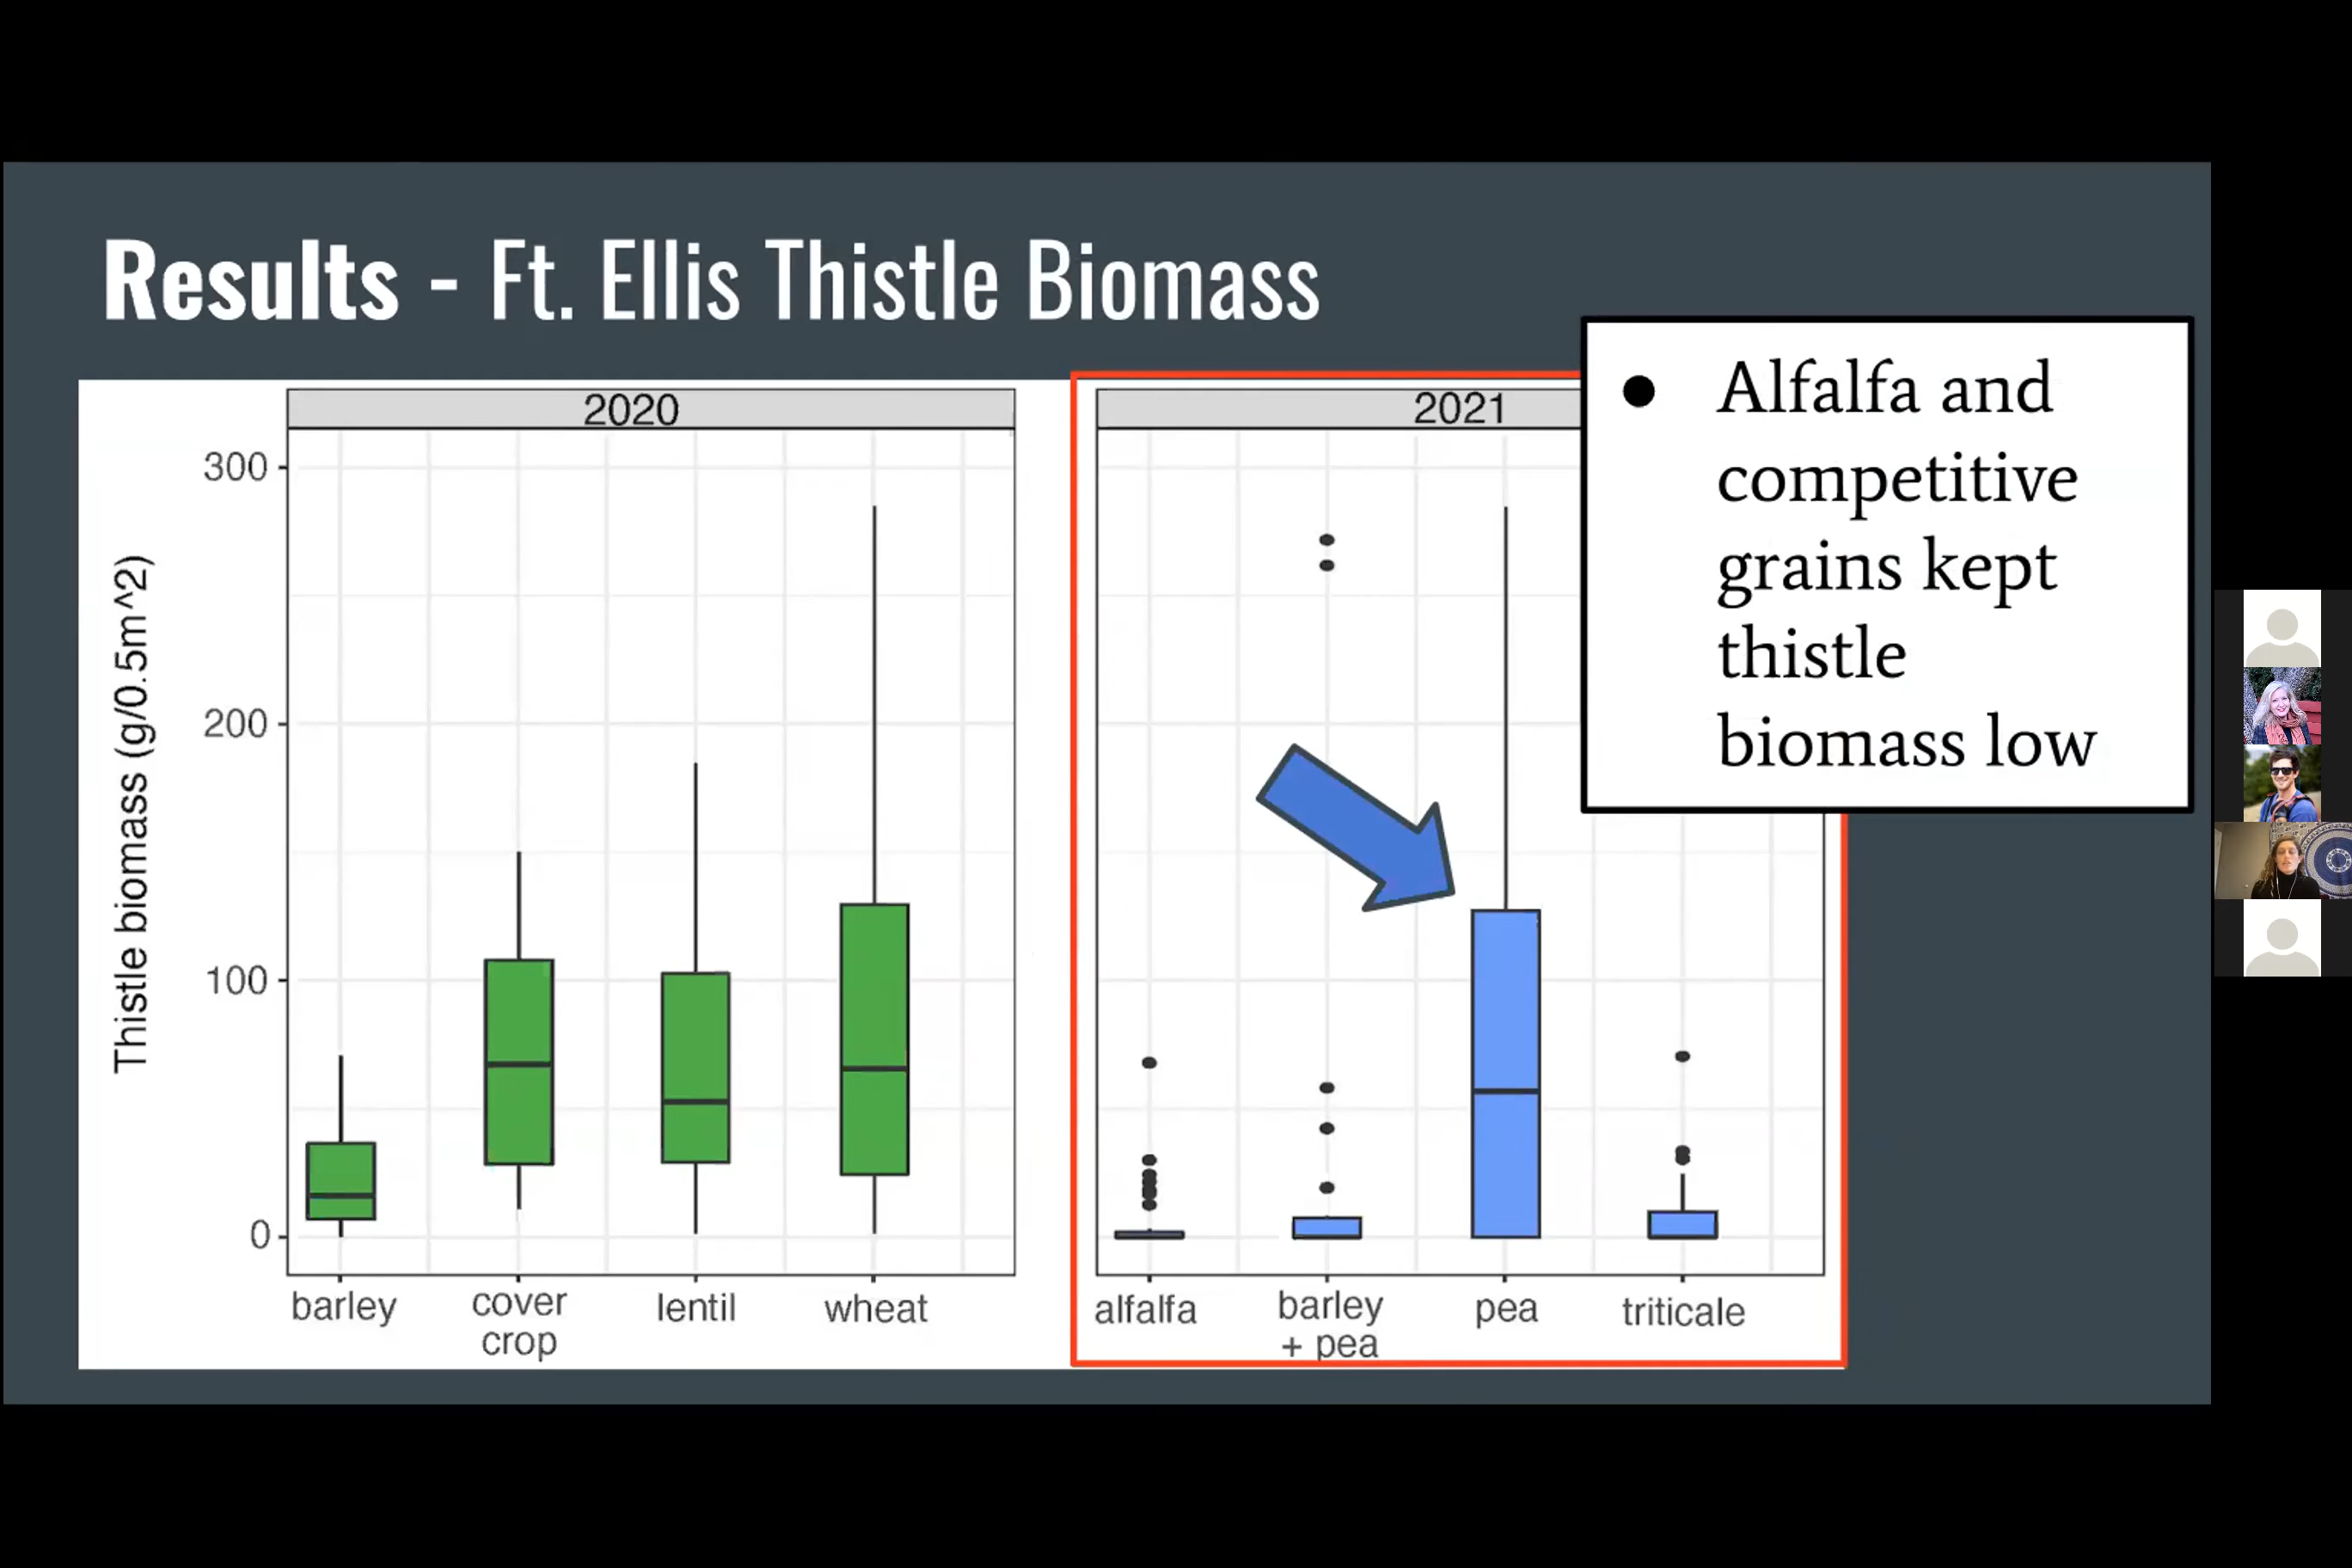 Results - Ft. Ellis Thistle Biomass
2020
2021
Thistle biomass (g/0.5m^2)
300
200
100
0
barley
cover
crop
lentil
wheat
alfalfa
barley
+ pea
pea
triticale
● Alfalfa and
competitive
grains kept
thistle
biomass low